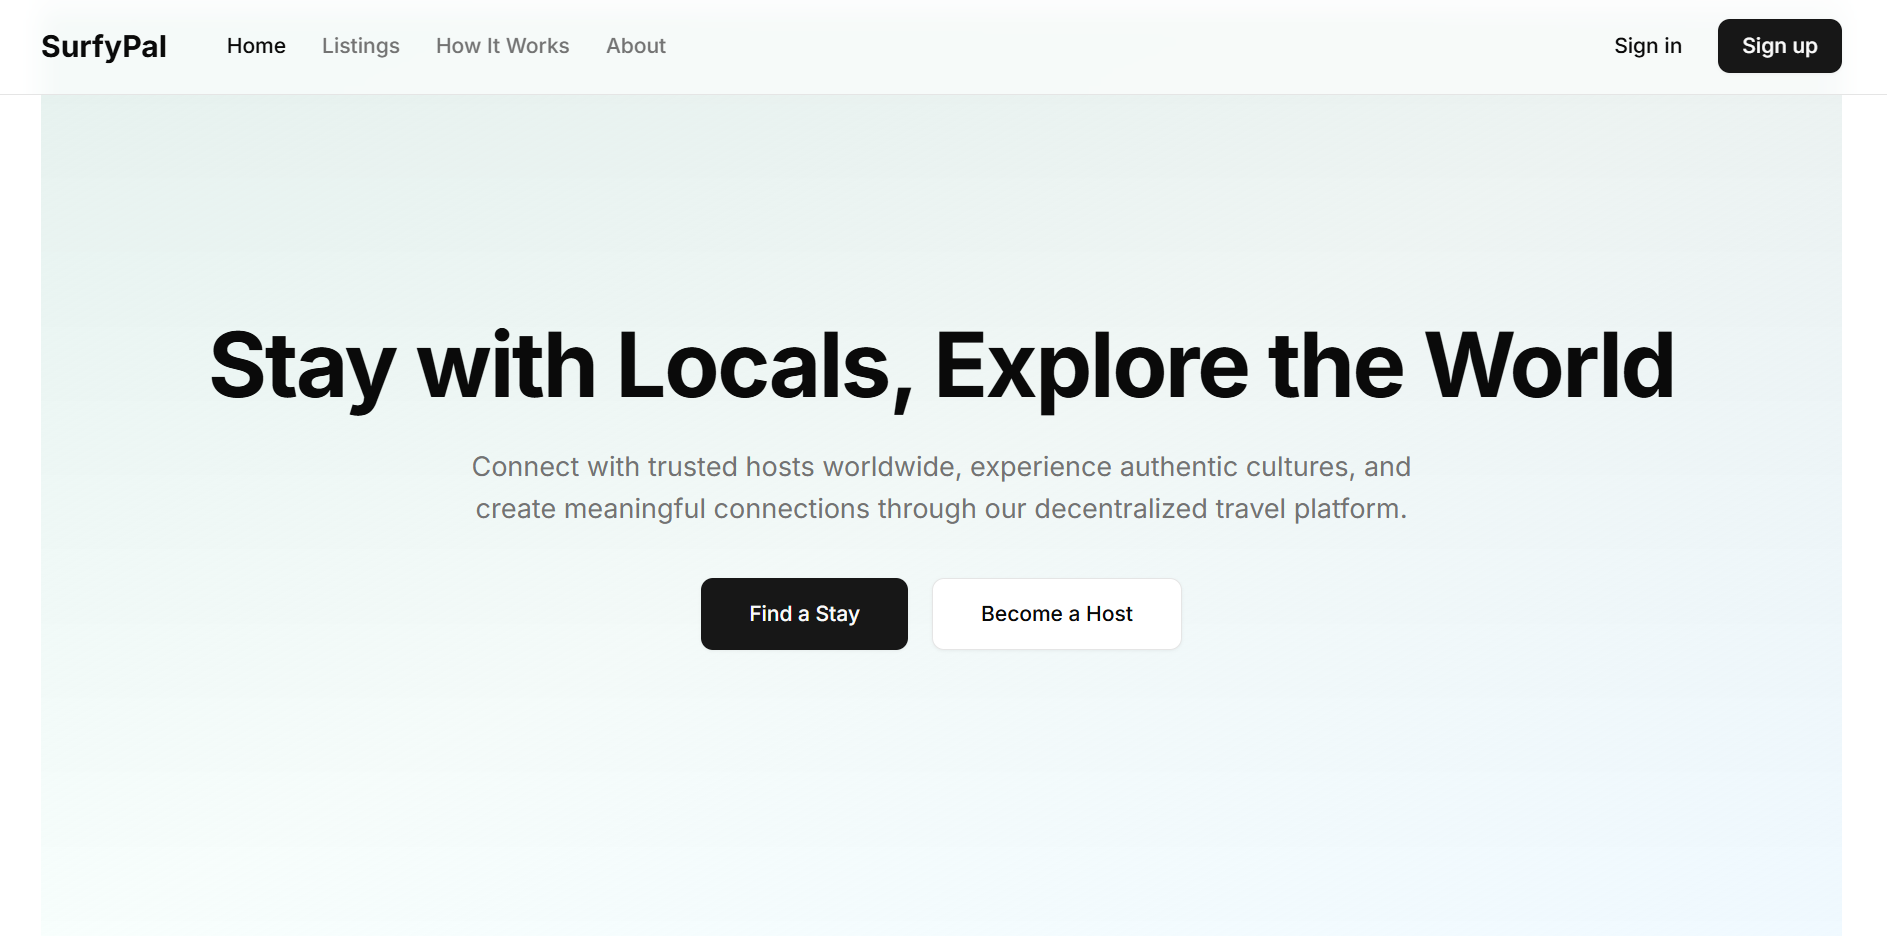 SurfyPal
Home
Listings
How It Works
About
Sign in
Sign up
Stay with Locals, Explore the World
Connect with trusted hosts worldwide, experience authentic cultures, and
create meaningful connections through our decentralized travel platform.
Find a Stay
Become a Host